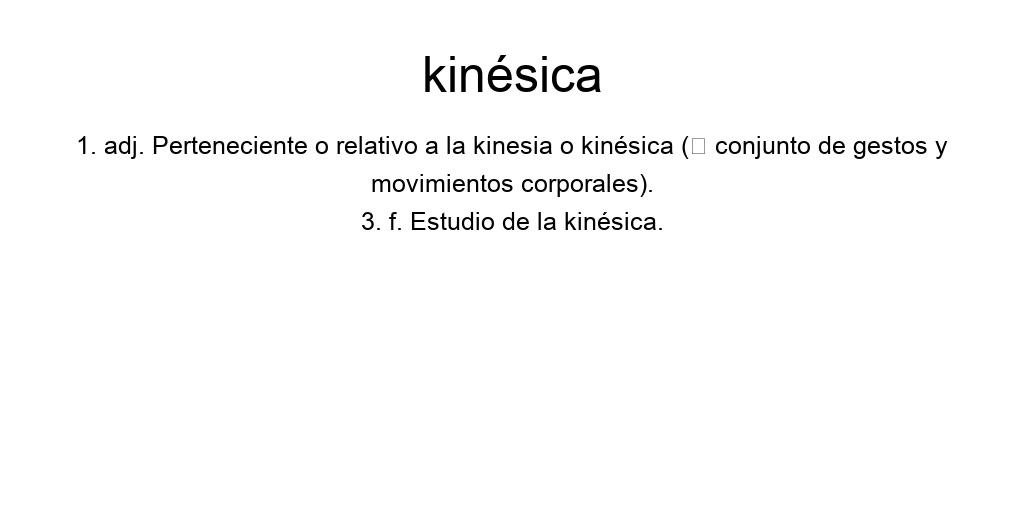 kinésica
1. adj. Perteneciente o relativo a la kinesia o kinésica (□ conjunto de gestos y
movimientos corporales).
3. f. Estudio de la kinésica.